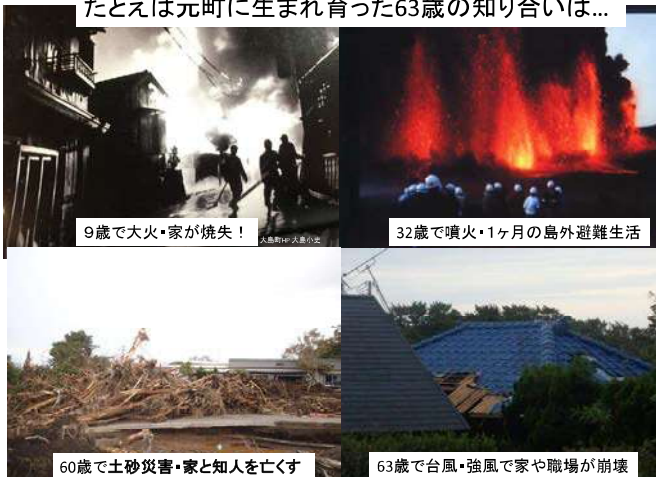 たとえば元町に生まれ育った63歳の知り合いは…
9歳で大火・家が焼失！
大島町HP 大島小史
32歳で噴火・1ヶ月の島外避難生活
60歳で土砂災害・家と知人を亡くす
63歳で台風・強風で家や職場が崩壊